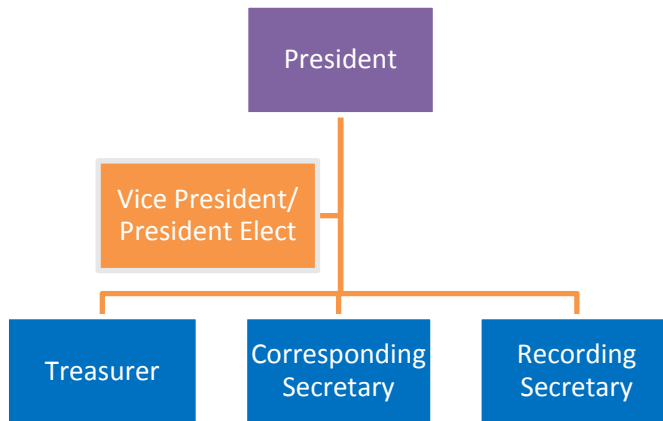 President
Vice President/
President Elect
Treasurer
Corresponding
Secretary
Recording
Secretary